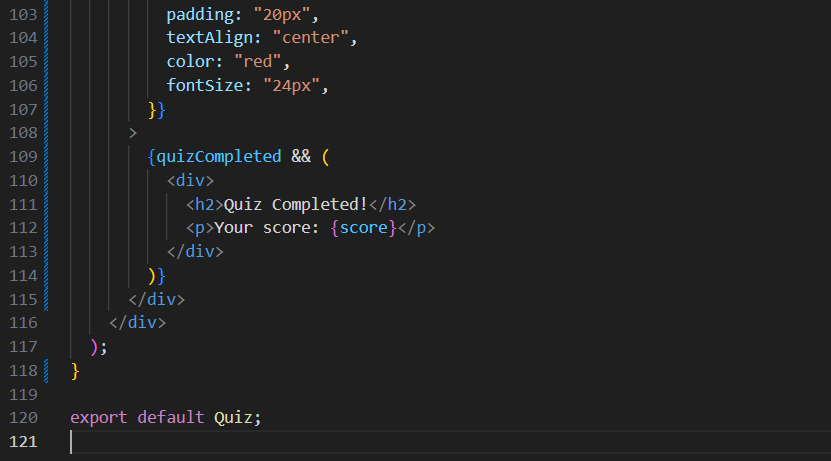 103 padding: "20px",
104 textAlign: "center",
105 color: "red",
106 fontSize: "24px",
107 }}
108 >
109 {quizCompleted && (
110 <div>
111 <h2>Quiz Completed!</h2>
112 <p>Your score: {score}</p>
113 </div>
114 )}
115 </div>
116 </div>
117 );
118 }
119
120 export default Quiz;
121